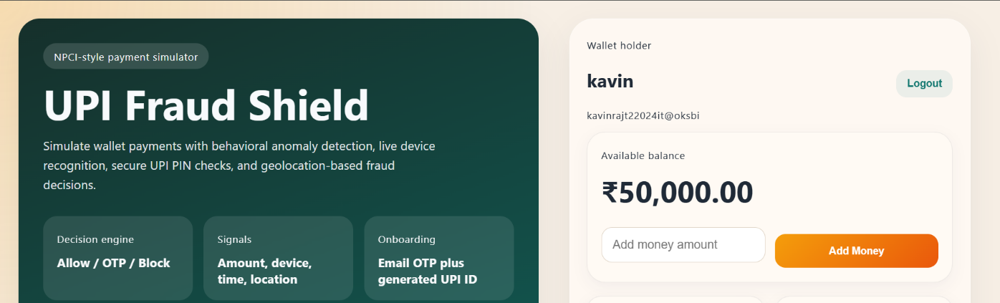 NPCI-style payment simulator
UPI Fraud Shield
Simulate wallet payments with behavioral anomaly detection, live device
recognition, secure UPI PIN checks, and geolocation-based fraud
decisions.
Decision engine
Allow / OTP / Block
Signals
Amount, device,
time, location
Onboarding
Email OTP plus
generated UPI ID
Wallet holder
kavin
Logout
kavinrajt22024it@oksbi
Available balance
₹50,000.00
Add money amount
Add Money